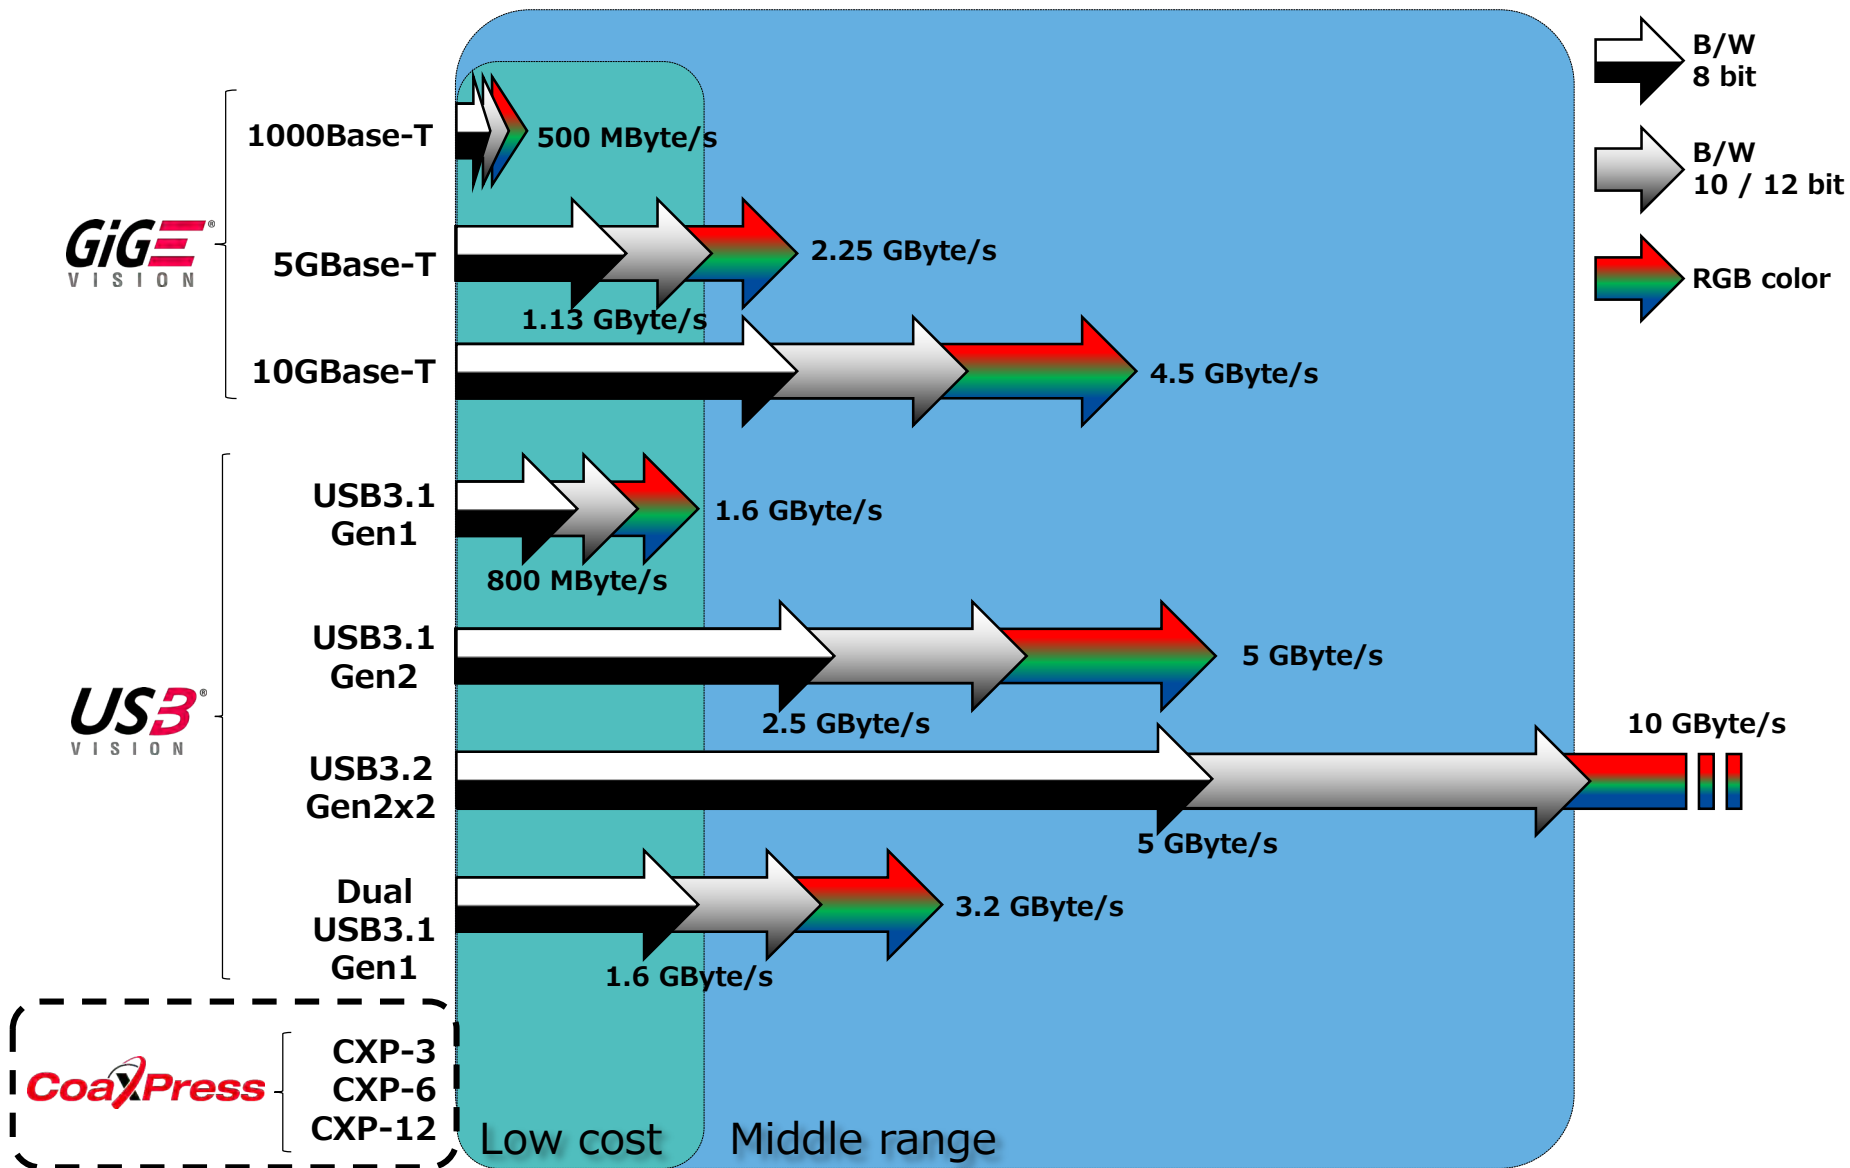 B/W
8 bit
B/W
10 / 12 bit
RGB color
GiGE®
VISION
1000Base-T
500 MByte/s
5GBase-T
2.25 GByte/s
1.13 GByte/s
10GBase-T
4.5 GByte/s
USB®
VISION
USB3.1
Gen1
1.6 GByte/s
800 MByte/s
USB3.1
Gen2
5 GByte/s
2.5 GByte/s
USB3.2
Gen2x2
10 GByte/s
5 GByte/s
Dual
USB3.1
Gen1
3.2 GByte/s
1.6 GByte/s
CoaXPress
CXP-3
CXP-6
CXP-12
Low cost
Middle range